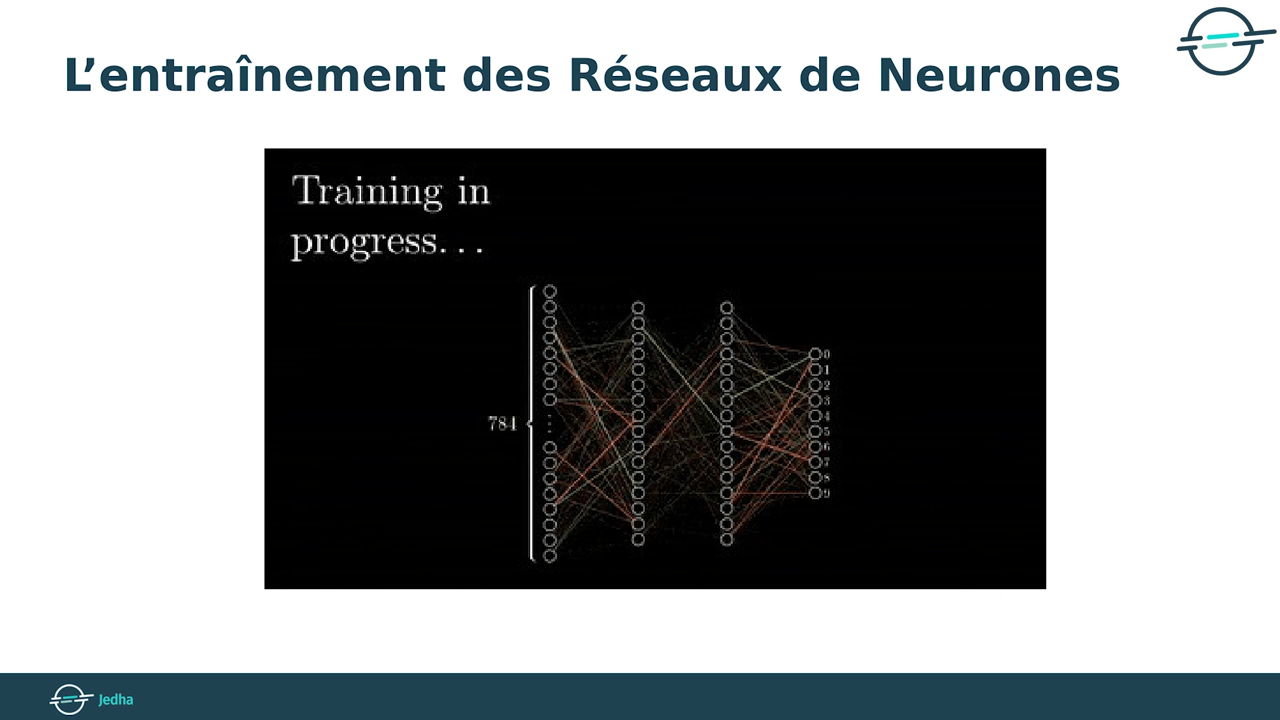 L’entraînement des Réseaux de Neurones
Training in
progress...
784
0
1
2
3
4
5
6
7
8
9
Jedha